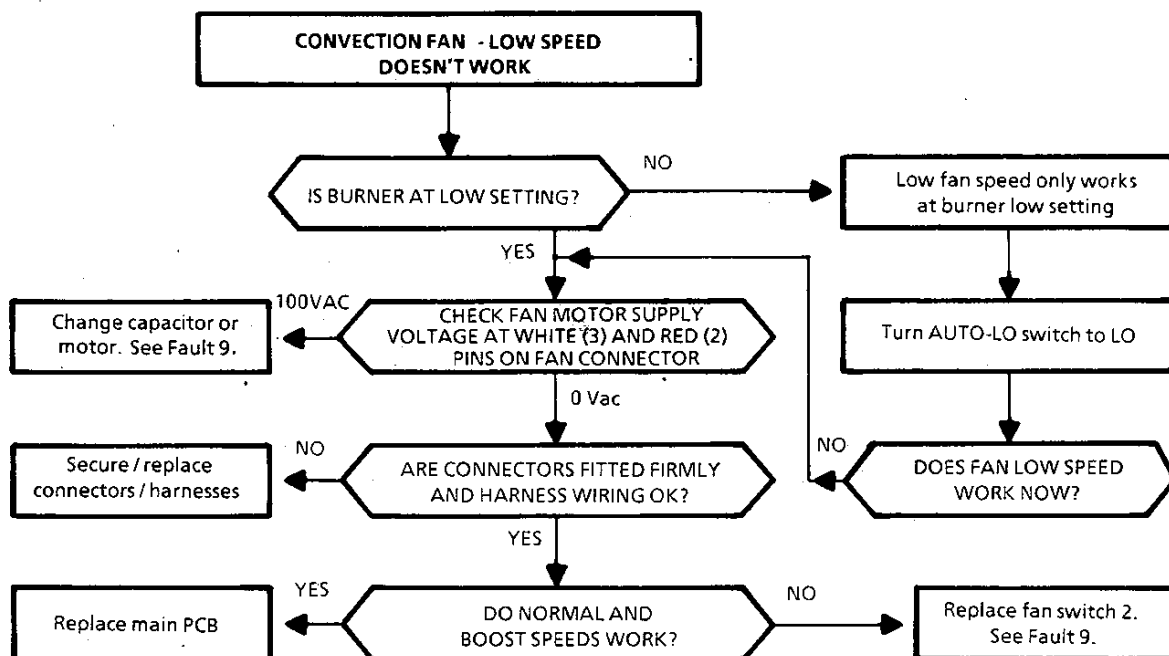 CONVECTION FAN - LOW SPEED
DOESN'T WORK
IS BURNER AT LOW SETTING?
NO
Low fan speed only works
at burner low setting
YES
Turn AUTO-LO switch to LO
DOES FAN LOW SPEED
WORK NOW?
NO
CHECK FAN MOTOR SUPPLY
VOLTAGE AT WHITE (3) AND RED (2)
PINS ON FAN CONNECTOR
100VAC
Change capacitor or
motor. See Fault 9.
0 Vac
ARE CONNECTORS FITTED FIRMLY
AND HARNESS WIRING OK?
NO
Secure / replace
connectors / harnesses
YES
DO NORMAL AND
BOOST SPEEDS WORK?
YES
Replace main PCB
NO
Replace fan switch 2.
See Fault 9.